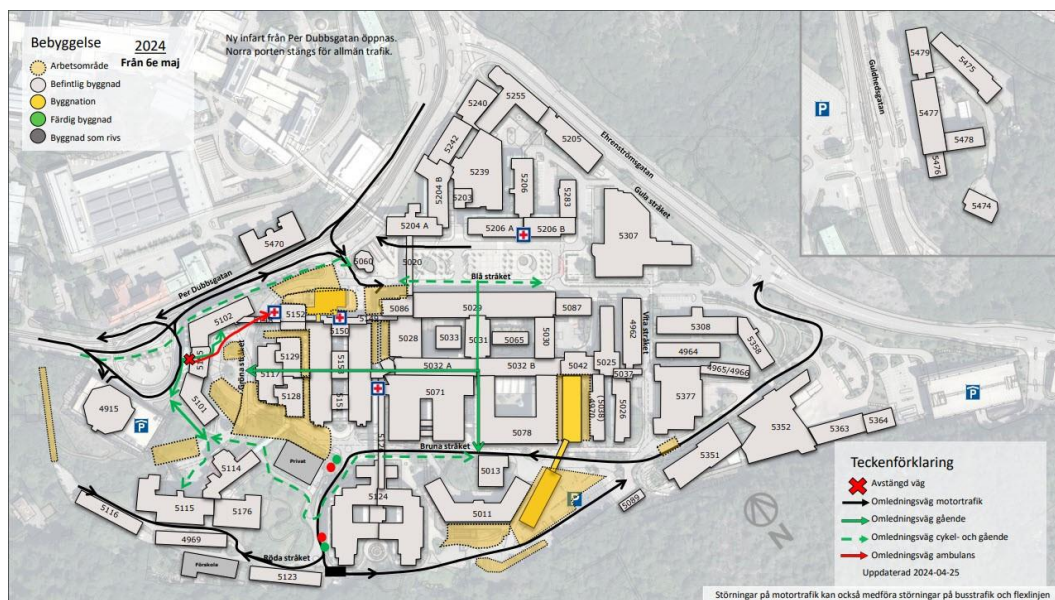 Bebyggelse
2024
Från 6e maj
Arbetsområde
Befintlig byggnad
Byggnation
Färdig byggnad
Byggnad som rivs
Ny infart från Per Dubbsgatan öppnas.
Norra porten stängs för allmän trafik.
5479
5475
5477
5478
5476
5474
Guldhedsgatan
P
5255
5240
5242
5205
5239
Ehrenströmsgatan
5204 B
5203
5206
5283
Gula stråket
5204 A
5206 A
5206 B
5307
5470
5060
5020
Per Dubbsgatan
Blå stråket
5102
5152
5086
5029
5087
5150
4962
Vita stråket
5308
5028
5033
5031
5065
5030
5358
5129
5032 A
5032 B
5042
5025
5037
4964
4965/4966
Gröna stråket
5117
5128
5071
4970
(5038)
5026
5377
5101
4915
P
5078
5352
5363
5364
P
Bruna stråket
5351
5114
Privat
5013
5124
5011
P
5089
5116
5115
5176
4969
Röda stråket
Förskola
5123
N
Teckenförklaring
Avstängd väg
Omledningsväg motortrafik
Omledningsväg gående
Omledningsväg cykel- och gående
Omledningsväg ambulans
Uppdaterad 2024-04-25
Störningar på motortrafik kan också medföra störningar på busstrafik och flexlinjen